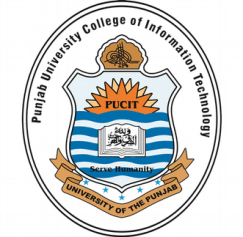 Punjab University College of Information Technology
PUCIT
Serve Humanity
UNIVERSITY OF THE PUNJAB